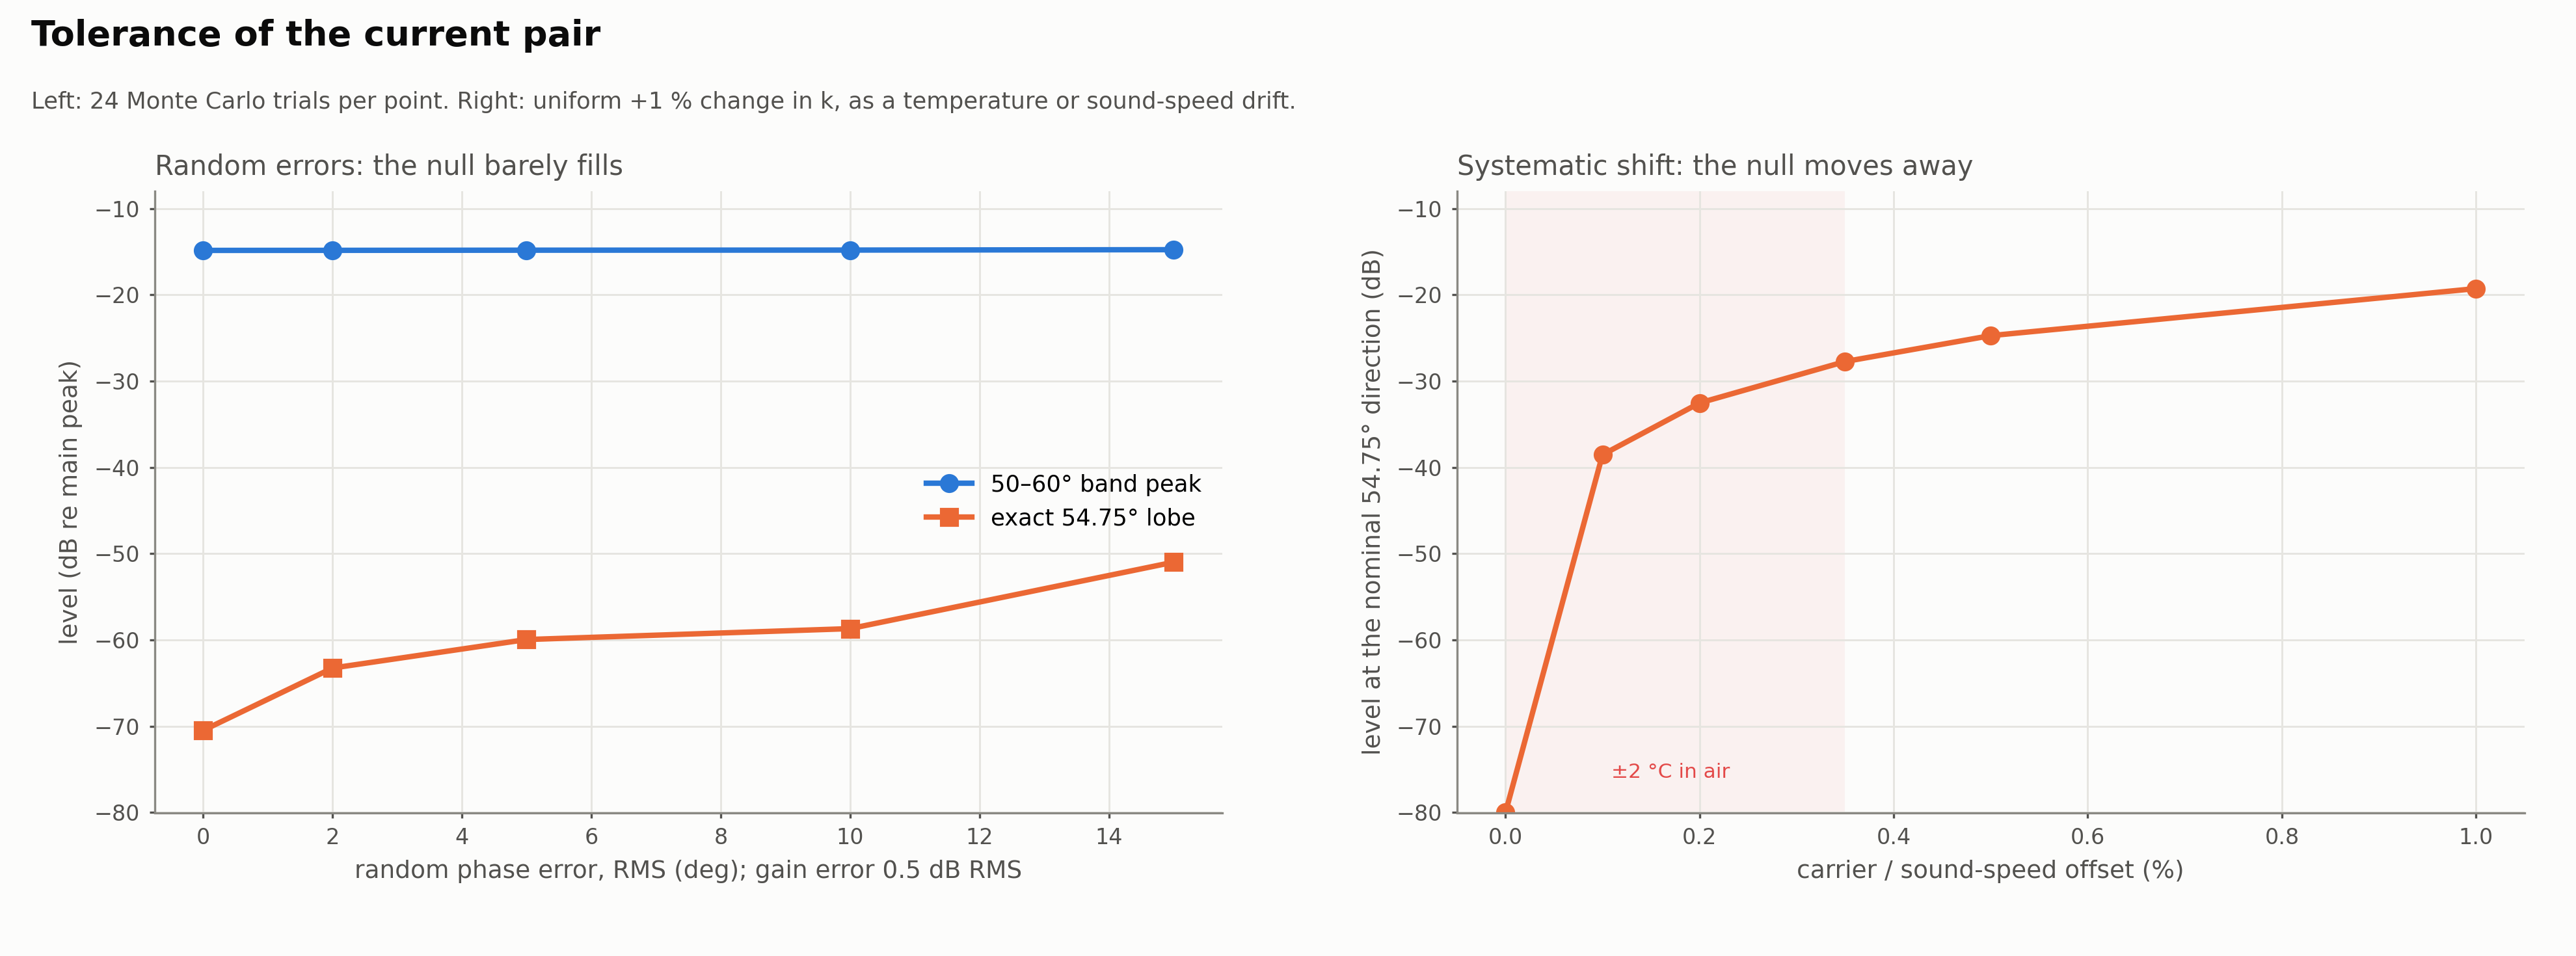 Tolerance of the current pair
Left: 24 Monte Carlo trials per point. Right: uniform +1 % change in k, as a temperature or sound-speed drift.
Random errors: the null barely fills
level (dB re main peak)
−10
−20
−30
−40
−50
−60
−70
−80
50–60° band peak
exact 54.75° lobe
0 2 4 6 8 10 12 14
random phase error, RMS (deg); gain error 0.5 dB RMS
Systematic shift: the null moves away
level at the nominal 54.75° direction (dB)
−10
−20
−30
−40
−50
−60
−70
−80
±2 °C in air
0.0 0.2 0.4 0.6 0.8 1.0
carrier / sound-speed offset (%)